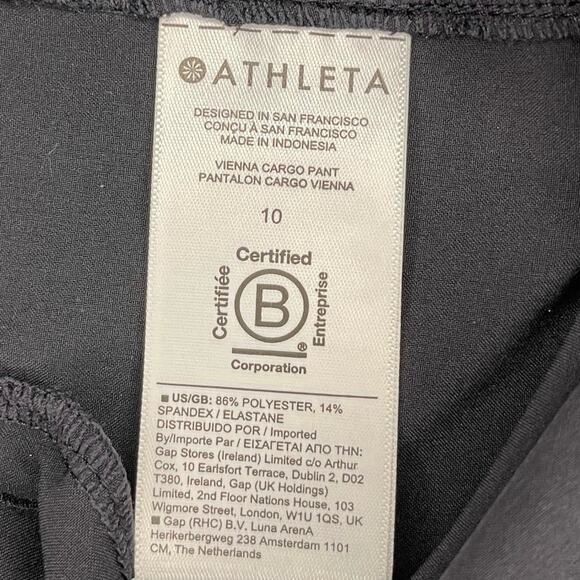 ATHLETA
DESIGNED IN SAN FRANCISCO
CONÇU À SAN FRANCISCO
MADE IN INDONESIA
VIENNA CARGO PANT
PANTALON CARGO VIENNA
10
Certified
Certifiée
B
Entreprise
®
Corporation
■ US/GB: 86% POLYESTER, 14%
SPANDEX / ELASTANE
DISTRIBUIDO POR / Imported
By/Importe Par / ΕΙΣΑΓΕΤΑΙ ΑΠΟ ΤΗΝ:
Gap Stores (Ireland) Limited c/o Arthur
Cox, 10 Earlsfort Terrace, Dublin 2, D02
T380, Ireland, Gap (UK Holdings)
Limited, 2nd Floor Nations House, 103
Wigmore Street, London, W1U 1QS, UK
■ Gap (RHC) B.V. Luna ArenA
Herikerbergweg 238 Amsterdam 1101
CM, The Netherlands